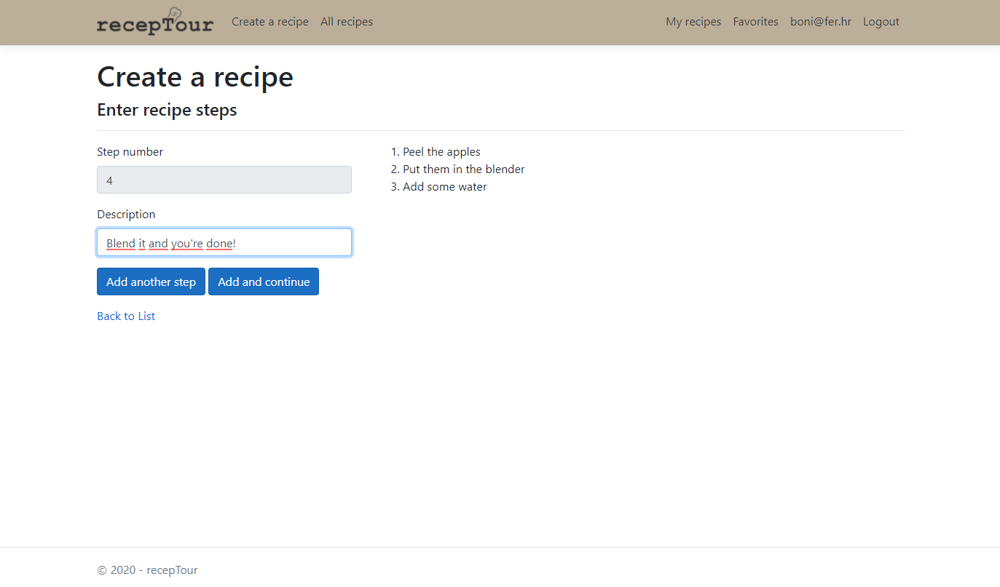 recepTour Create a recipe All recipes My recipes Favorites boni@fer.hr Logout
Create a recipe
Enter recipe steps
Step number
4
Description
Blend it and you're done!
Add another step Add and continue
Back to List
1. Peel the apples
2. Put them in the blender
3. Add some water
© 2020 - recepTour